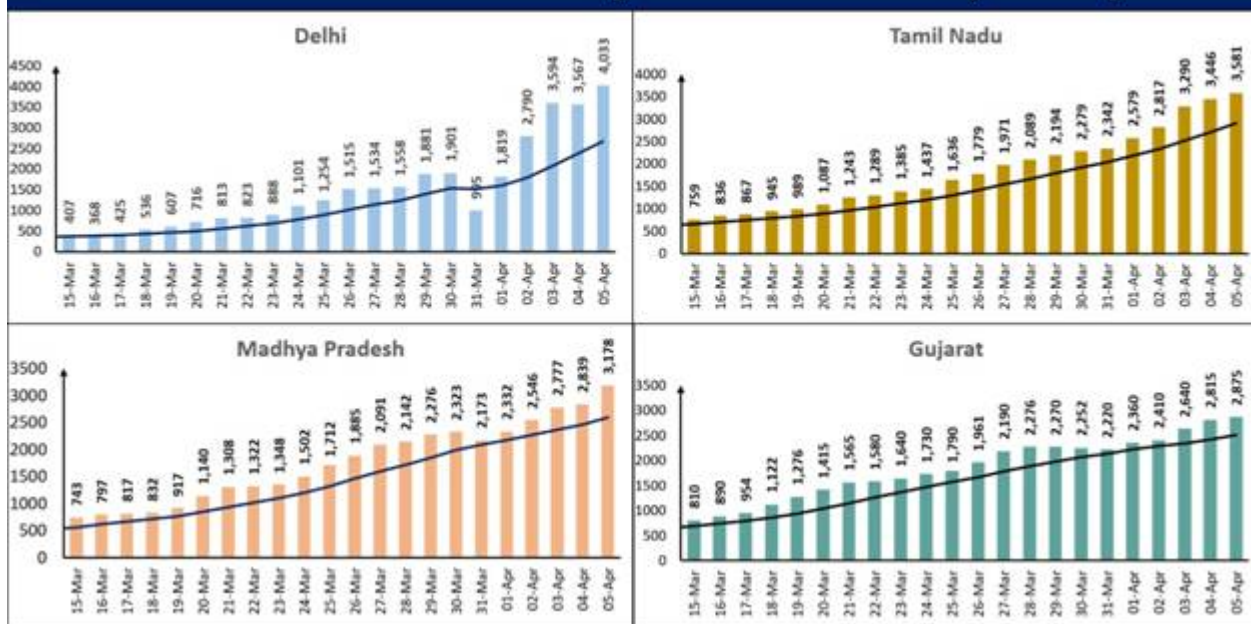 Delhi
4500
4000
3500
3000
2500
2000
1500
1000
500
0
407
368
425
536
607
716
813
823
888
1,101
1,254
1,515
1,534
1,558
1,881
1,901
995
1,819
2,790
3,594
3,567
4,033
15-Mar
16-Mar
17-Mar
18-Mar
19-Mar
20-Mar
21-Mar
22-Mar
23-Mar
24-Mar
25-Mar
26-Mar
27-Mar
28-Mar
29-Mar
30-Mar
31-Mar
01-Apr
02-Apr
03-Apr
04-Apr
05-Apr
Tamil Nadu
4000
3500
3000
2500
2000
1500
1000
500
0
759
836
867
945
989
1,087
1,243
1,289
1,385
1,437
1,636
1,779
1,971
2,089
2,194
2,279
2,342
2,579
2,817
3,290
3,446
3,581
15-Mar
16-Mar
17-Mar
18-Mar
19-Mar
20-Mar
21-Mar
22-Mar
23-Mar
24-Mar
25-Mar
26-Mar
27-Mar
28-Mar
29-Mar
30-Mar
31-Mar
01-Apr
02-Apr
03-Apr
04-Apr
05-Apr
Madhya Pradesh
3500
3000
2500
2000
1500
1000
500
0
743
797
817
832
917
1,140
1,308
1,322
1,348
1,502
1,712
1,885
2,091
2,142
2,276
2,323
2,173
2,332
2,546
2,777
2,839
3,178
15-Mar
16-Mar
17-Mar
18-Mar
19-Mar
20-Mar
21-Mar
22-Mar
23-Mar
24-Mar
25-Mar
26-Mar
27-Mar
28-Mar
29-Mar
30-Mar
31-Mar
01-Apr
02-Apr
03-Apr
04-Apr
05-Apr
Gujarat
3500
3000
2500
2000
1500
1000
500
0
810
890
954
1,122
1,276
1,415
1,565
1,580
1,640
1,730
1,790
1,961
2,190
2,276
2,270
2,252
2,220
2,360
2,410
2,640
2,815
2,875
15-Mar
16-Mar
17-Mar
18-Mar
19-Mar
20-Mar
21-Mar
22-Mar
23-Mar
24-Mar
25-Mar
26-Mar
27-Mar
28-Mar
29-Mar
30-Mar
31-Mar
01-Apr
02-Apr
03-Apr
04-Apr
05-Apr